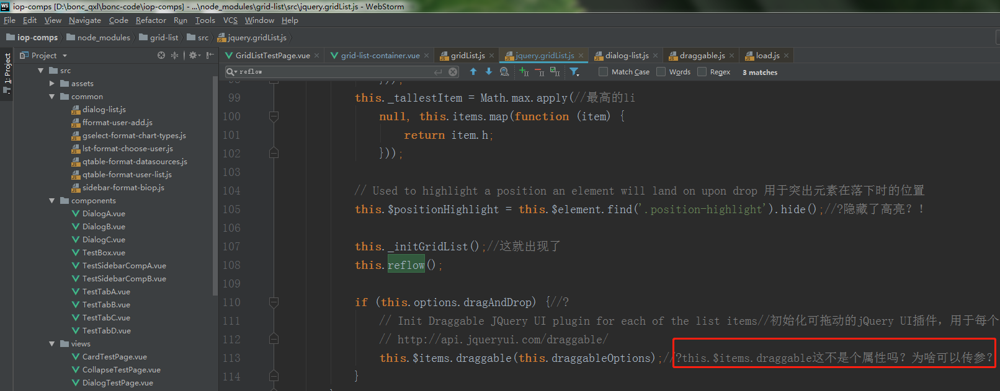 iop-comps [D:\bonc_qxl\bonc-code\iop-comps] - ...\node_modules\grid-list\src\jquery.gridList.js - WebStorm
File Edit View Navigate Code Refactor Run Tools VCS Window Help
iop-comps node_modules grid-list src jquery.gridList.js
1: Project
Project
GridListTestPage.vue grid-list-container.vue gridList.js jquery.gridList.js dialog-list.js draggable.js load.js
reflow Match Case Words Regex 3 matches
src
assets
common
dialog-list.js
fformat-user-add.js
gselect-format-chart-types.js
lst-format-choose-user.js
qtable-format-datasources.js
qtable-format-user-list.js
sidebar-format-biop.js
components
DialogA.vue
DialogB.vue
DialogC.vue
TestBox.vue
TestSidebarCompA.vue
TestSidebarCompB.vue
TestTabA.vue
TestTabB.vue
TestTabC.vue
TestTabD.vue
views
CardTestPage.vue
CollapseTestPage.vue
DialogTestPage.vue
99 this._tallestItem = Math.max.apply(//最高的li
100 null, this.items.map(function (item) {
101 return item.h;
102 }));
103
104 // Used to highlight a position an element will land on upon drop 用于突出元素在落下时的位置
105 this.$positionHighlight = this.$element.find('.position-highlight').hide();//?隐藏了高亮？！
106
107 this._initGridList();//这就出现了
108 this.reflow();
109
110 if (this.options.dragAndDrop) {//?
111 // Init Draggable JQuery UI plugin for each of the list items//初始化可拖动的jQuery UI插件，用于每个
112 // http://api.jqueryui.com/draggable/
113 this.$items.draggable(this.draggableOptions);//?this.$items.draggable这不是个属性吗？为啥可以传参？
114 }